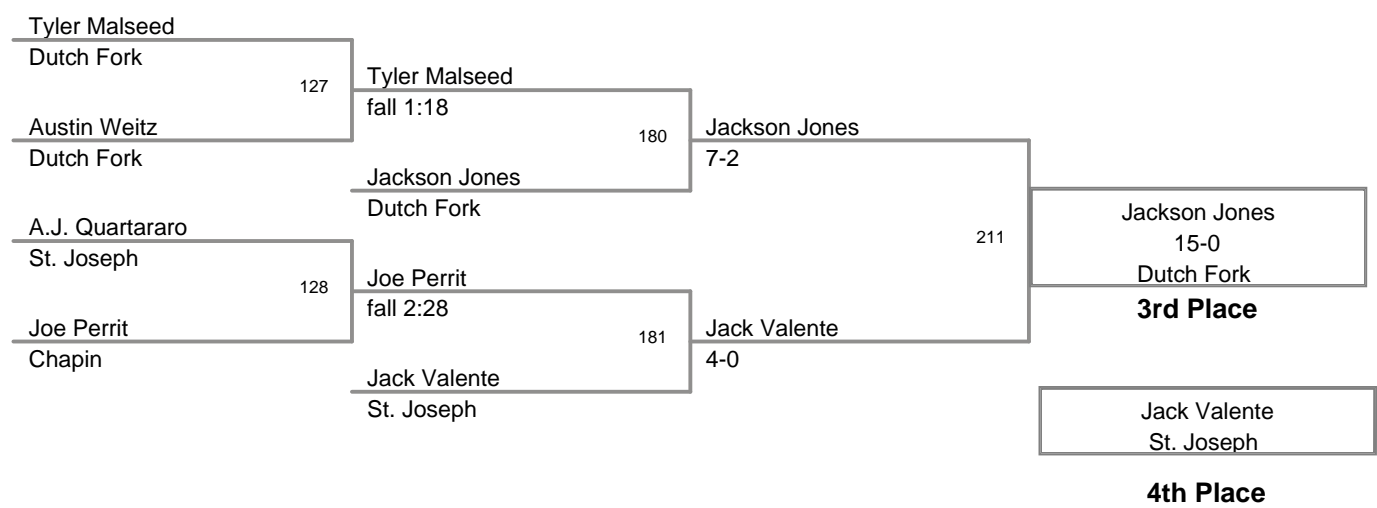 Tyler Malseed
Dutch Fork
127
Tyler Malseed
fall 1:18
Austin Weitz
Dutch Fork
180
Jackson Jones
7-2
Jackson Jones
Dutch Fork
A.J. Quartararo
St. Joseph
211
Jackson Jones
15-0
Dutch Fork
3rd Place
128
Joe Perrit
fall 2:28
Joe Perrit
Chapin
181
Jack Valente
4-0
Jack Valente
St. Joseph
Jack Valente
St. Joseph
4th Place